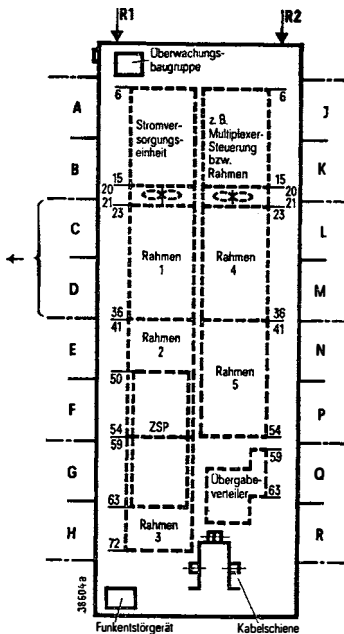 R1 R2
Überwachungs-
baugruppe
A 6 6 J
Stromver-
sorgungs-
einheit
z. B.
Multiplexer-
Steuerung
bzw.
Rahmen
B 15 15 K
20 20
21 21
23 23
C L
Rahmen
1
Rahmen
4
D M
36 36
41 41
E Rahmen
2 N
50
Rahmen
5
F ZSP P
54 54
59 59
G Übergabe-
verteiler Q
63 63
H Rahmen
3 R
72
38604a
Funkentstörgerät Kabelschiene